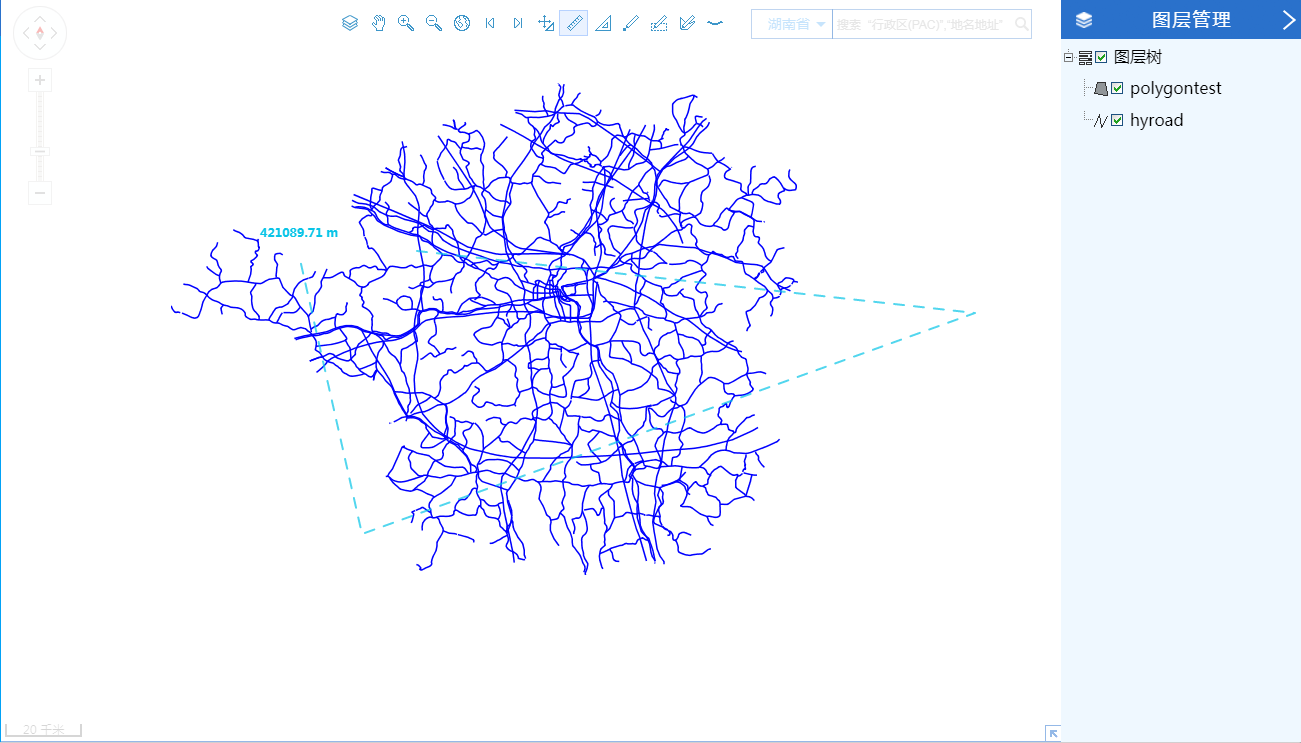 湖南省
搜索 "行政区(PAC)","地名地址"
图层管理
图层树
polygontest
hyroad
421089.71 m
20 千米